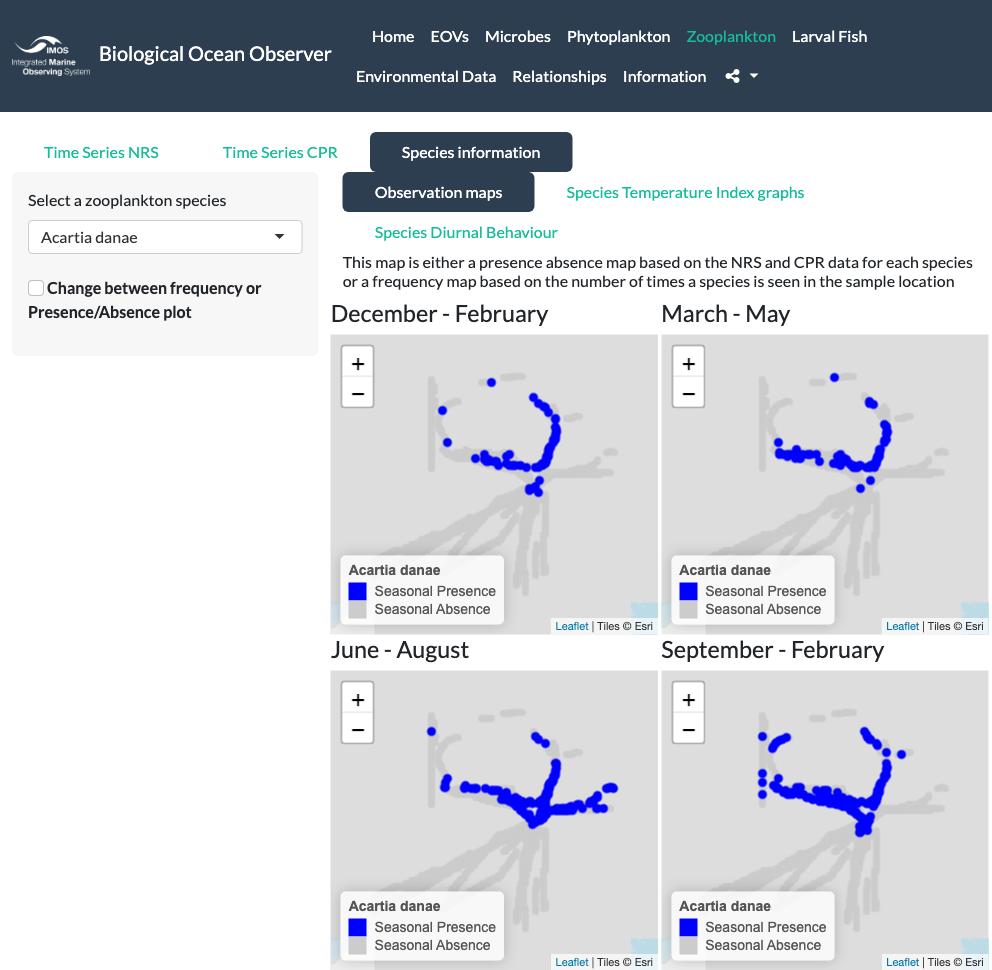 IMOS
Integrated Marine
Observing System
Biological Ocean Observer
Home EOVs Microbes Phytoplankton Zooplankton Larval Fish
Environmental Data Relationships Information
Time Series NRS Time Series CPR Species information
Select a zooplankton species
Acartia danae
Change between frequency or
Presence/Absence plot
Observation maps Species Temperature Index graphs
Species Diurnal Behaviour
This map is either a presence absence map based on the NRS and CPR data for each species
or a frequency map based on the number of times a species is seen in the sample location
December - February
+
−
Acartia danae
Seasonal Presence
Seasonal Absence
Leaflet | Tiles © Esri
March - May
+
−
Acartia danae
Seasonal Presence
Seasonal Absence
Leaflet | Tiles © Esri
June - August
+
−
Acartia danae
Seasonal Presence
Seasonal Absence
Leaflet | Tiles © Esri
September - February
+
−
Acartia danae
Seasonal Presence
Seasonal Absence
Leaflet | Tiles © Esri